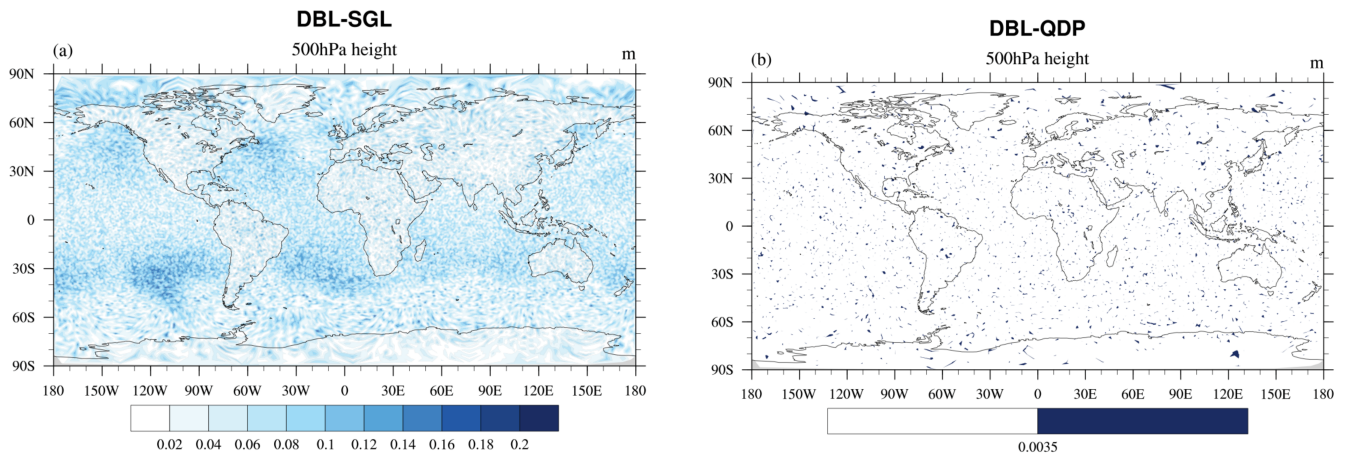 DBL-SGL
(a)
500hPa height
m
90N
60N
30N
0
30S
60S
90S
180 150W 120W 90W 60W 30W 0 30E 60E 90E 120E 150E 180
0.02 0.04 0.06 0.08 0.1 0.12 0.14 0.16 0.18 0.2
DBL-QDP
(b)
500hPa height
m
90N
60N
30N
0
30S
60S
90S
180 150W 120W 90W 60W 30W 0 30E 60E 90E 120E 150E 180
0.0035